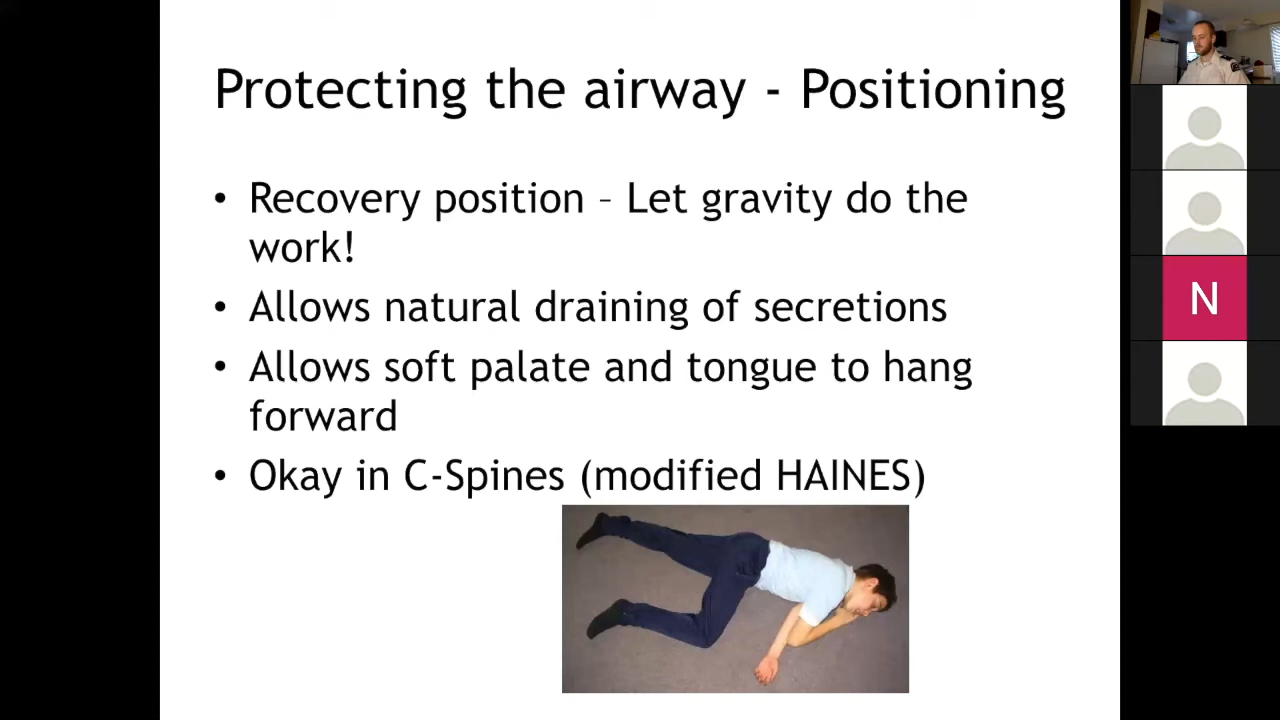 Protecting the airway - Positioning
• Recovery position – Let gravity do the
work!
• Allows natural draining of secretions
• Allows soft palate and tongue to hang
forward
• Okay in C-Spines (modified HAINES)
N